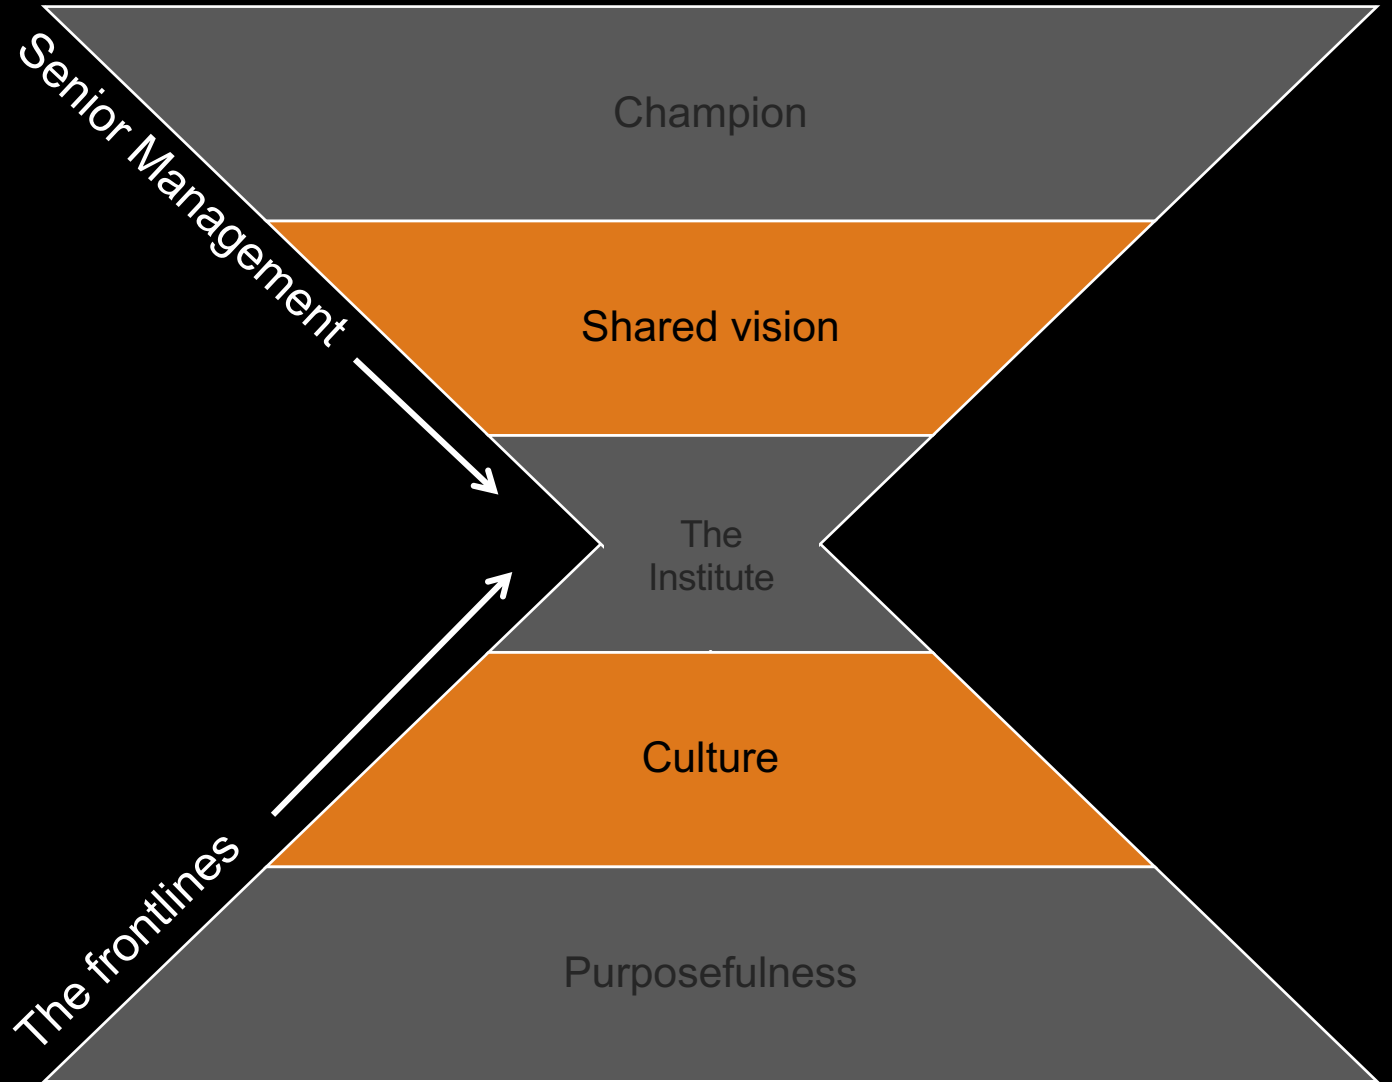 Senior Management
Champion
Shared vision
The
Institute
Culture
The frontlines
Purposefulness